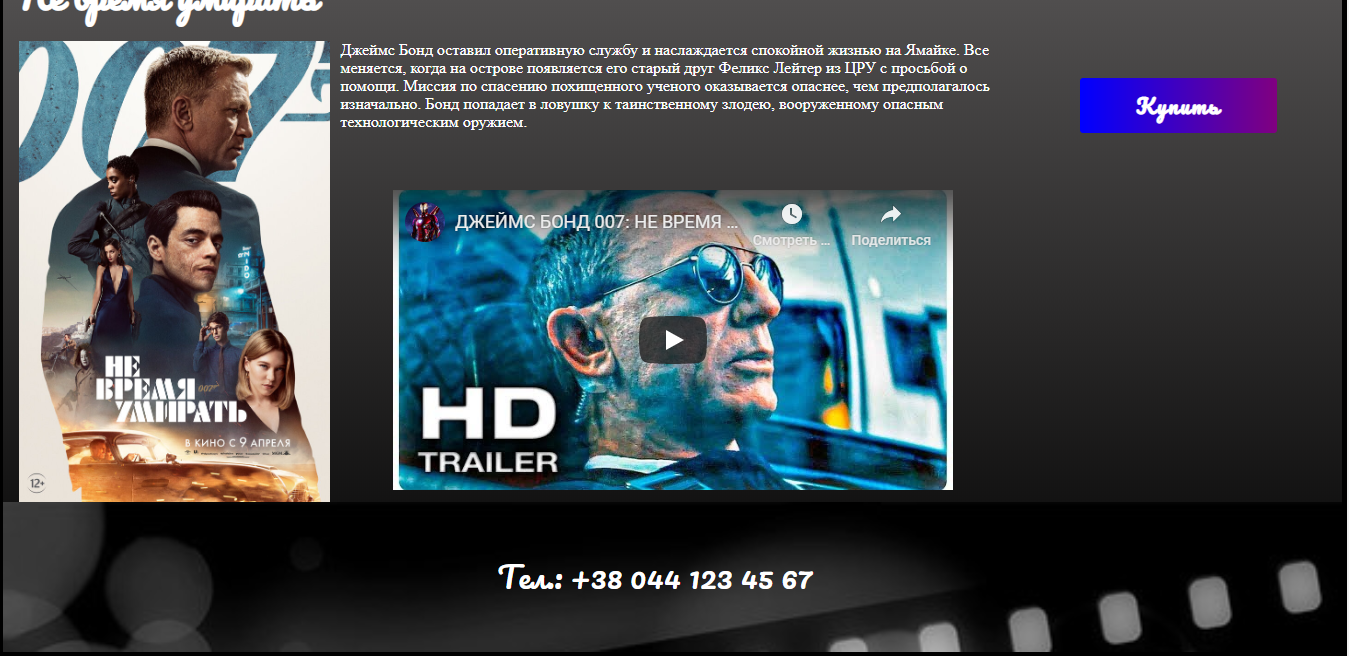 Не время умирать
Джеймс Бонд оставил оперативную службу и наслаждается спокойной жизнью на Ямайке. Все
меняется, когда на острове появляется его старый друг Феликс Лейтер из ЦРУ с просьбой о
помощи. Миссия по спасению похищенного ученого оказывается опаснее, чем предполагалось
изначально. Бонд попадает в ловушку к таинственному злодею, вооруженному опасным
технологическим оружием.
Купить
007
НЕ
ВРЕМЯ 007
УМИРАТЬ
В КИНО С 9 АПРЕЛЯ
12+
ДЖЕЙМС БОНД 007: НЕ ВРЕМЯ ...
Смотреть ...
Поделиться
HD
TRAILER
Тел.: +38 044 123 45 67